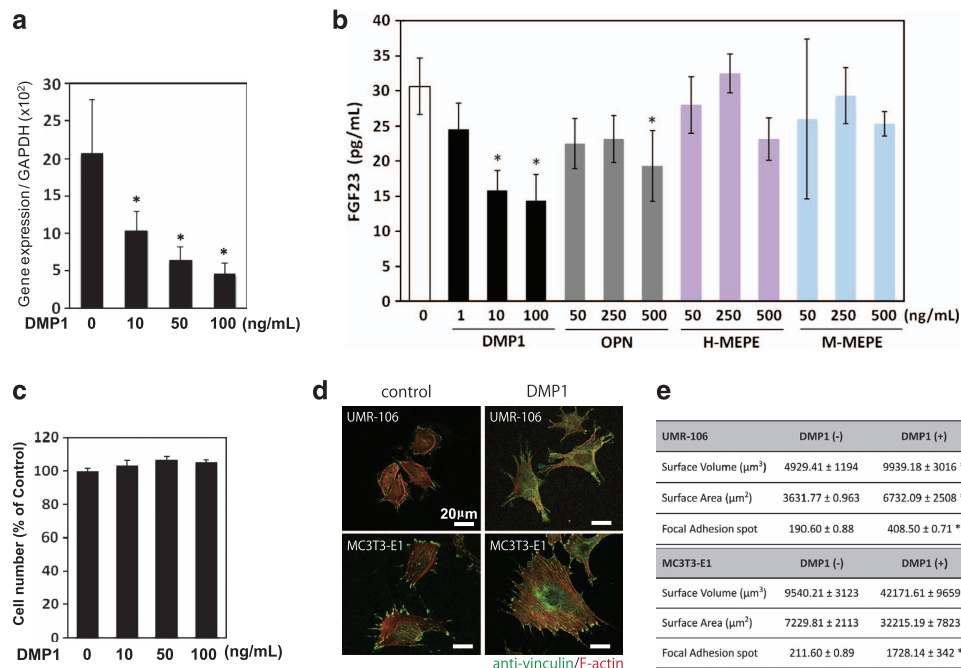 a
Gene expression / GAPDH (x10²)
30
25
20
15
10
5
0
DMP1 0 10 50 100 (ng/mL)
* * *
b
FGF23 (pg/mL)
40
35
30
25
20
15
10
5
0
* * *
0 1 10 100 50 250 500 50 250 500 50 250 500 (ng/mL)
DMP1 OPN H-MEPE M-MEPE
c
Cell number (% of Control)
120
100
80
60
40
20
0
DMP1 0 10 50 100 (ng/mL)
d
control DMP1
UMR-106 UMR-106
20μm
MC3T3-E1 MC3T3-E1
anti-vinculin/F-actin
e
UMR-106 DMP1 (-) DMP1 (+)
Surface Volume (μm³) 4929.41 ± 1194 9939.18 ± 3016
Surface Area (μm²) 3631.77 ± 0.963 6732.09 ± 2508
Focal Adhesion spot 190.60 ± 0.88 408.50 ± 0.71 *
MC3T3-E1 DMP1 (-) DMP1 (+)
Surface Volume (μm³) 9540.21 ± 3123 42171.61 ± 9659
Surface Area (μm²) 7229.81 ± 2113 32215.19 ± 7823
Focal Adhesion spot 211.60 ± 0.89 1728.14 ± 342 *